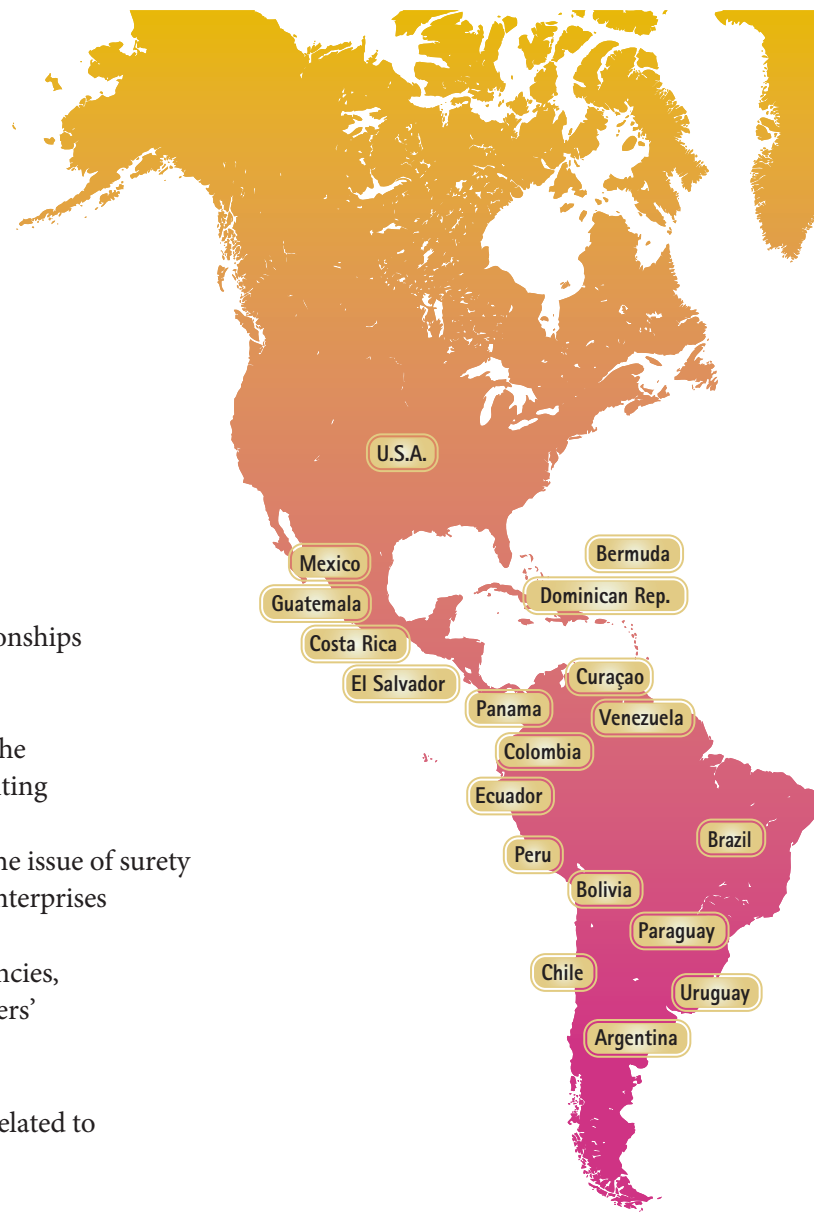 U.S.A.
Bermuda
Mexico
Dominican Rep.
Guatemala
Costa Rica
El Salvador
Curaçao
Panama
Venezuela
Colombia
Ecuador
Brazil
Peru
Bolivia
Paraguay
Chile
Uruguay
Argentina
onships
he
ting
he issue of surety
nterprises
ncies,
ers’
elated to